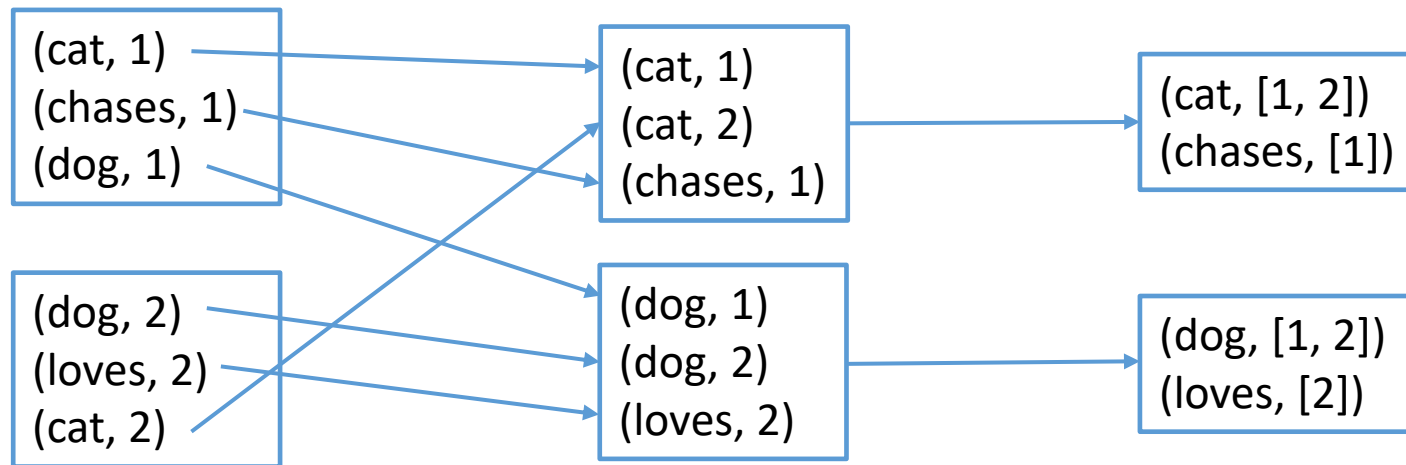 (cat, 1)
(chases, 1)
(dog, 1)
(dog, 2)
(loves, 2)
(cat, 2)
(cat, 1)
(cat, 2)
(chases, 1)
(dog, 1)
(dog, 2)
(loves, 2)
(cat, [1, 2])
(chases, [1])
(dog, [1, 2])
(loves, [2])